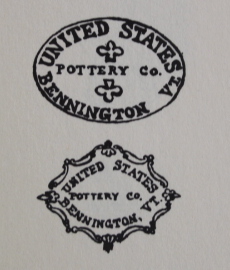 UNITED STATES
POTTERY CO.
BENNINGTON VT
UNITED STATES
POTTERY CO.
BENNINGTON, VT.